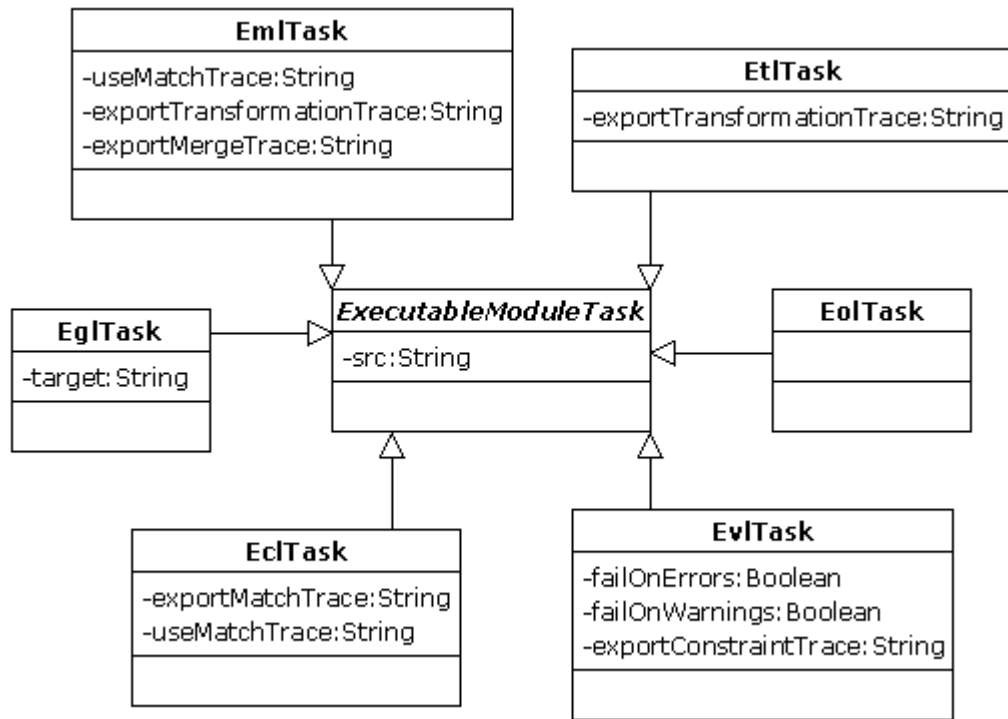 EmlTask
-useMatchTrace:String
-exportTransformationTrace:String
-exportMergeTrace:String
EtlTask
-exportTransformationTrace:String
ExecutableModuleTask
-src:String
EglTask
-target:String
EolTask
EclTask
-exportMatchTrace:String
-useMatchTrace:String
EvlTask
-failOnErrors:Boolean
-failOnWarnings:Boolean
-exportConstraintTrace:String